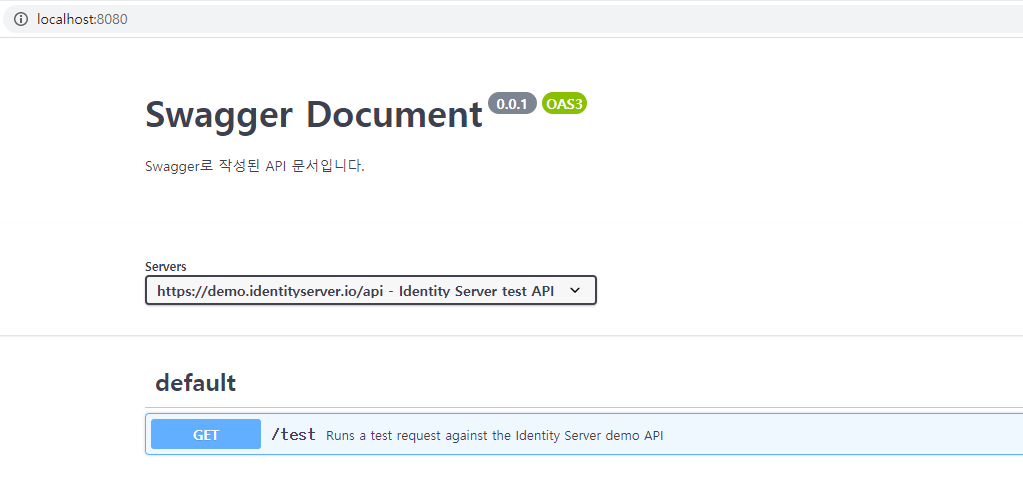 localhost:8080
Swagger Document 0.0.1 OAS3
Swagger로 작성된 API 문서입니다.
Servers
https://demo.identityserver.io/api - Identity Server test API
default
GET /test Runs a test request against the Identity Server demo API